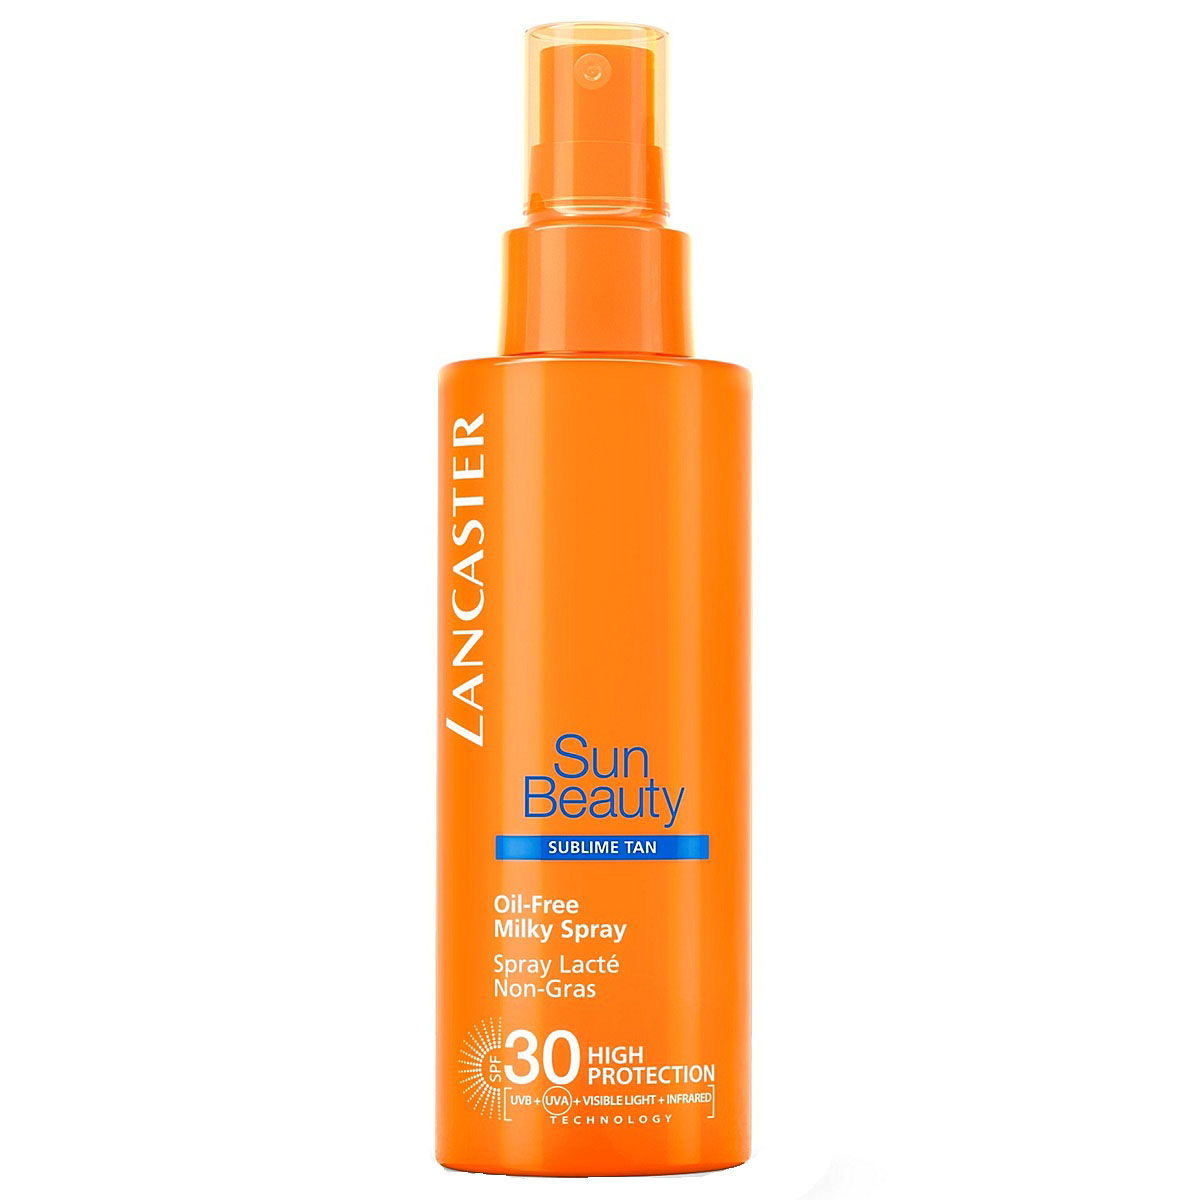 LANCASTER
Sun
Beauty
SUBLIME TAN
Oil-Free
Milky Spray
Spray Lacté
Non-Gras
SPF 30 HIGH
PROTECTION
UVB + UVA + VISIBLE LIGHT + INFRARED
TECHNOLOGY